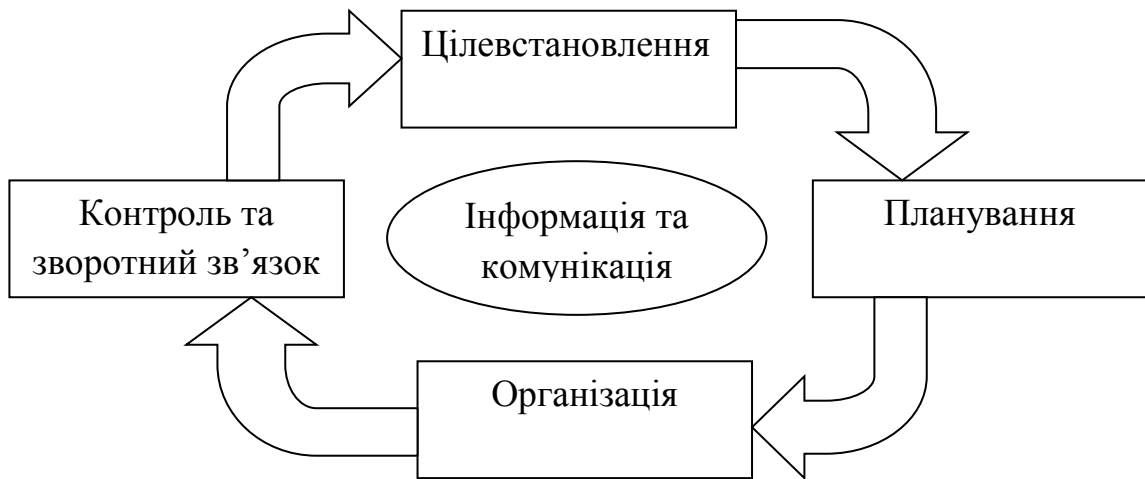 Цілевстановлення
Контроль та
зворотний зв’язок
Інформація та
комунікація
Планування
Організація